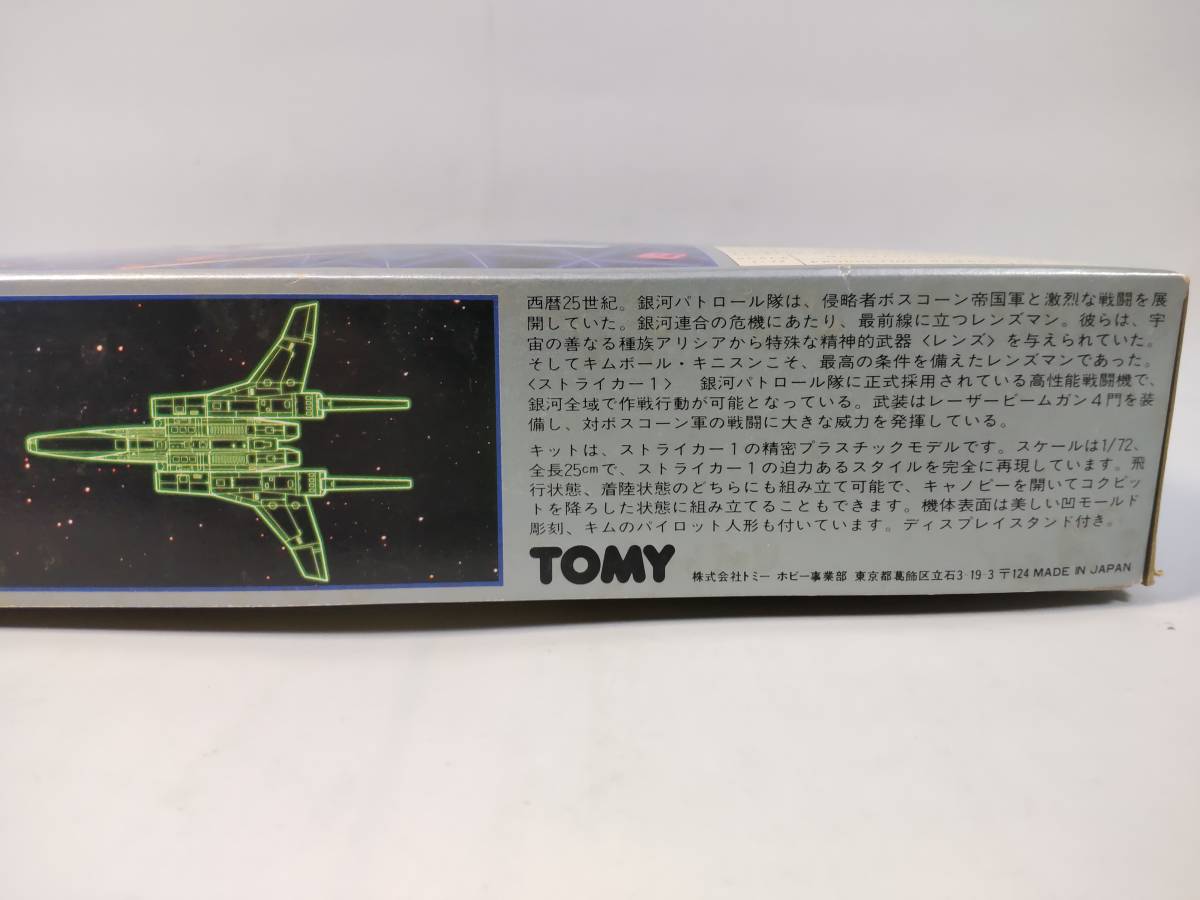 西暦25世紀。銀河パトロール隊は、侵略者ボスコーン帝国軍と激烈な戦闘を展
開していた。銀河連合の危機にあたり、最前線に立つレンズマン。彼らは、宇
宙の善なる種族アリシアから特殊な精神的武器〈レンズ〉を与えられていた。
そしてキムボール・キニスンこそ、最高の条件を備えたレンズマンであった。
〈ストライカー1〉 銀河パトロール隊に正式採用されている高性能戦闘機で、
銀河全域で作戦行動が可能となっている。武装はレーザービームガン4門を装
備し、対ボスコーン軍の戦闘に大きな威力を発揮している。
キットは、ストライカー1の精密プラスチックモデルです。スケールは1/72、
全長25cmで、ストライカー1の迫力あるスタイルを完全に再現しています。飛
行状態、着陸状態のどちらにも組み立て可能で、キャノピーを開いてコクピッ
トを降ろした状態に組み立てることもできます。機体表面は美しい凹モールド
彫刻、キムのパイロット人形も付いています。ディスプレイスタンド付き。
TOMY 株式会社トミー ホビー事業部 東京都葛飾区立石3-19-3 〒124 MADE IN JAPAN